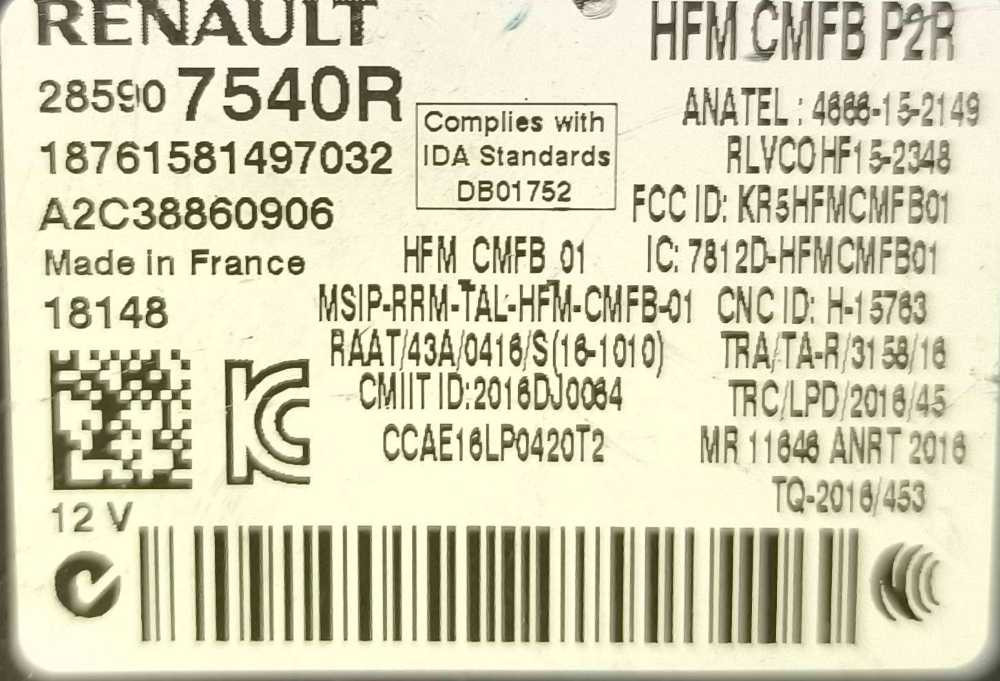 RENAULT
HFM CMFB P2R
285907540R
18761581497032
A2C38860906
Made in France
18148
Complies with
IDA Standards
DB01752
HFM CMFB 01
MSIP-RRM-TAL-HFM-CMFB-01
RAAT/43A/0416/S(16-1010)
CMIIT ID:2016DJ0064
CCAE16LP0420T2
ANATEL : 4666-15-2149
RLVCOHF15-2348
FCC ID: KR5HFMCMFB01
IC: 7812D-HFMCMFB01
CNC ID: H-15763
TRA/TA-R/3158/16
TRC/LPD/2016/45
MR 11646 ANRT 2016
TQ-2016/453
12 V